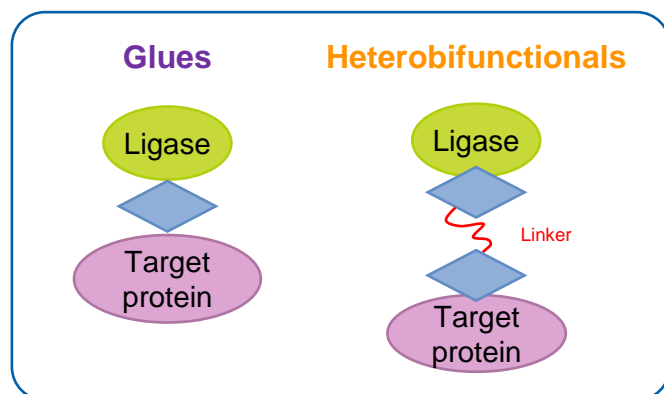 Glues
Heterobifunctionals
Ligase
Target
protein
Ligase
Linker
Target
protein